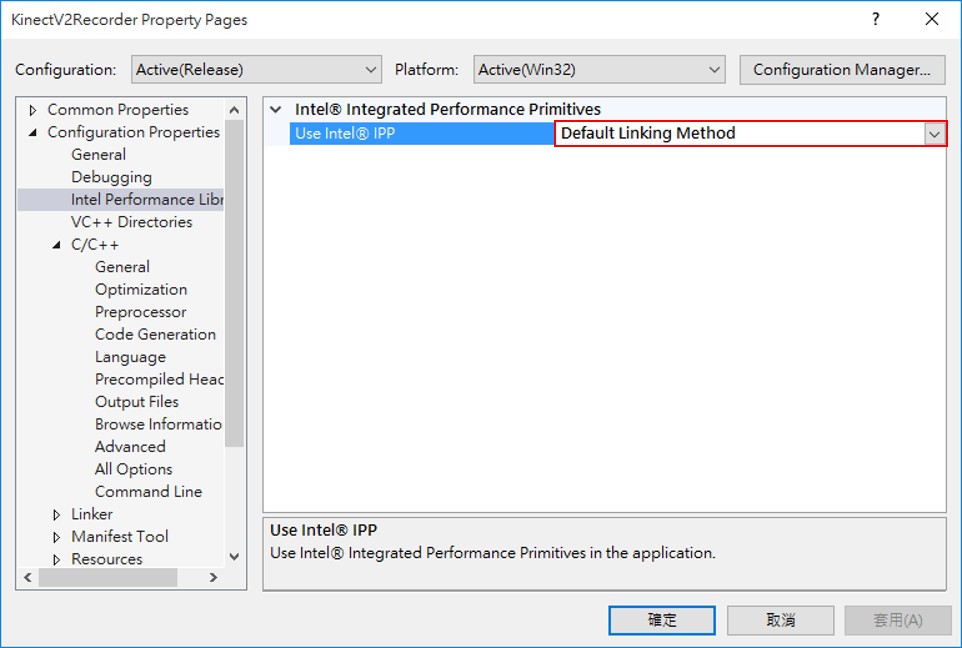 KinectV2Recorder Property Pages
Configuration: Active(Release) Platform: Active(Win32) Configuration Manager...
Common Properties
Configuration Properties
General
Debugging
Intel Performance Libr
VC++ Directories
C/C++
General
Optimization
Preprocessor
Code Generation
Language
Precompiled Heac
Output Files
Browse Informatio
Advanced
All Options
Command Line
Linker
Manifest Tool
Resources
Intel® Integrated Performance Primitives
Use Intel® IPP Default Linking Method
Use Intel® IPP
Use Intel® Integrated Performance Primitives in the application.
確定 取消 套用(A)